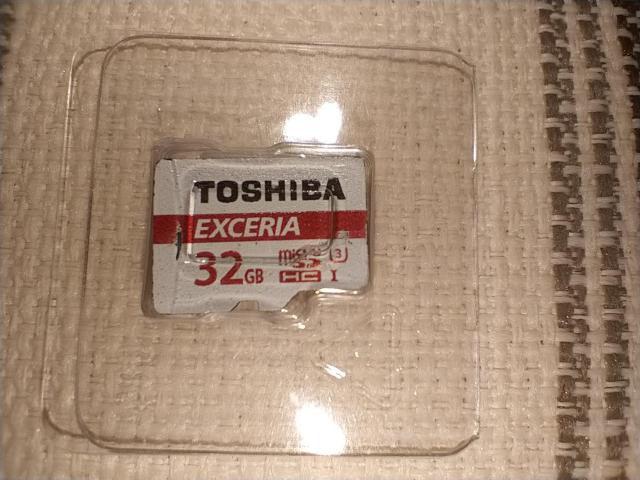 TOSHIBA
EXCERIA
32GB
micro
SD 3
HC I